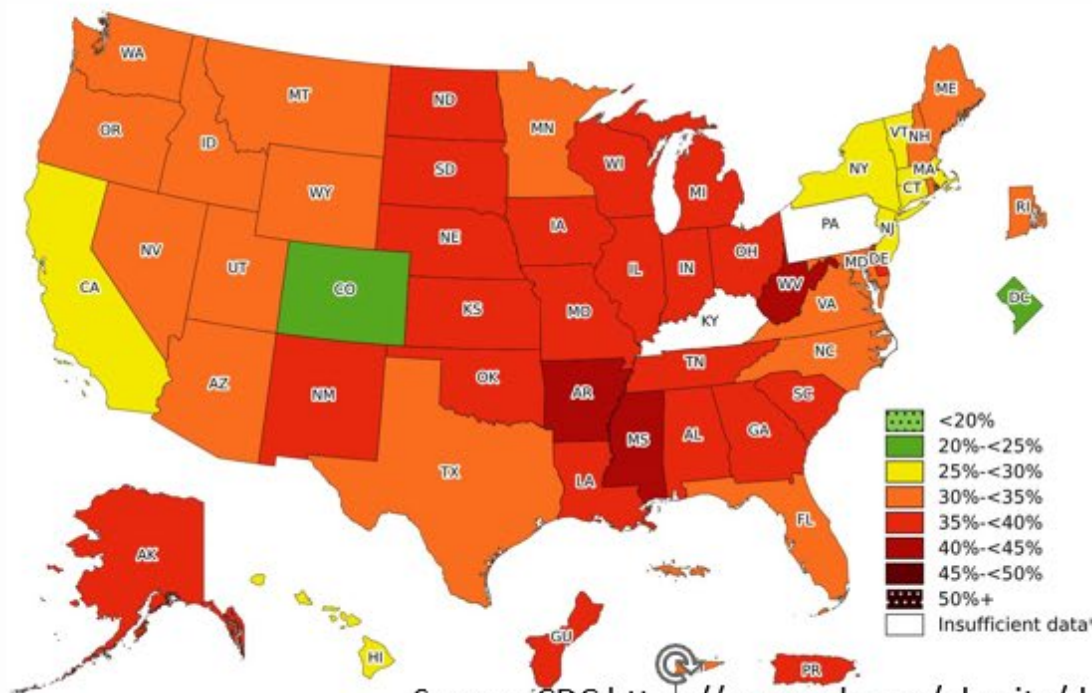 WA
MT
ND
MN
ME
OR
ID
SD
WI
MI
VT
NH
NY
MA
CT
WY
RI
NE
IA
PA
NJ
NV
UT
CO
IL
IN
OH
MD
DE
CA
KS
MO
WV
VA
DC
KY
AZ
NM
OK
AR
TN
NC
SC
TX
LA
MS
AL
GA
FL
AK
HI
GU
PR
<20%
20%-<25%
25%-<30%
30%-<35%
35%-<40%
40%-<45%
45%-<50%
50%+
Insufficient data*